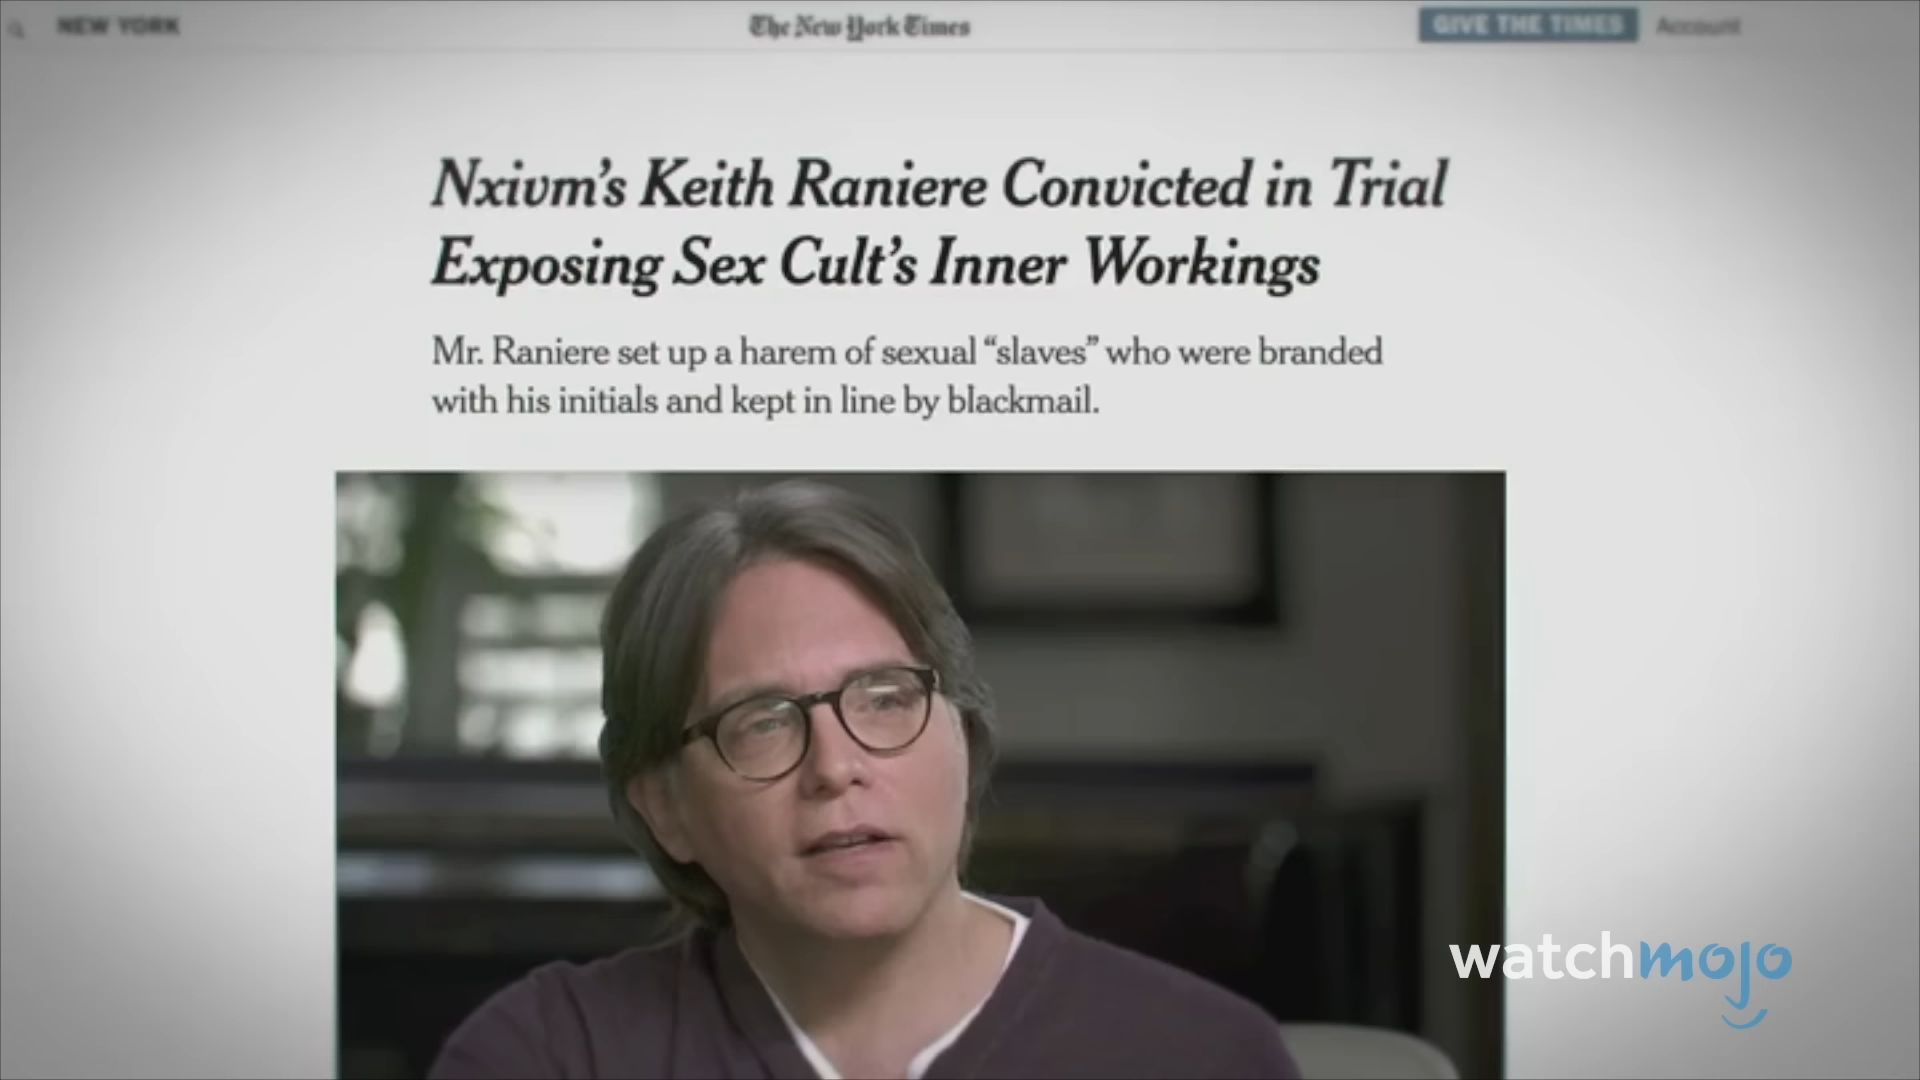 NEW YORK
The New York Times
GIVE THE TIMES
Account
Nxivm's Keith Raniere Convicted in Trial
Exposing Sex Cult's Inner Workings
Mr. Raniere set up a harem of sexual “slaves” who were branded
with his initials and kept in line by blackmail.
watchmojo